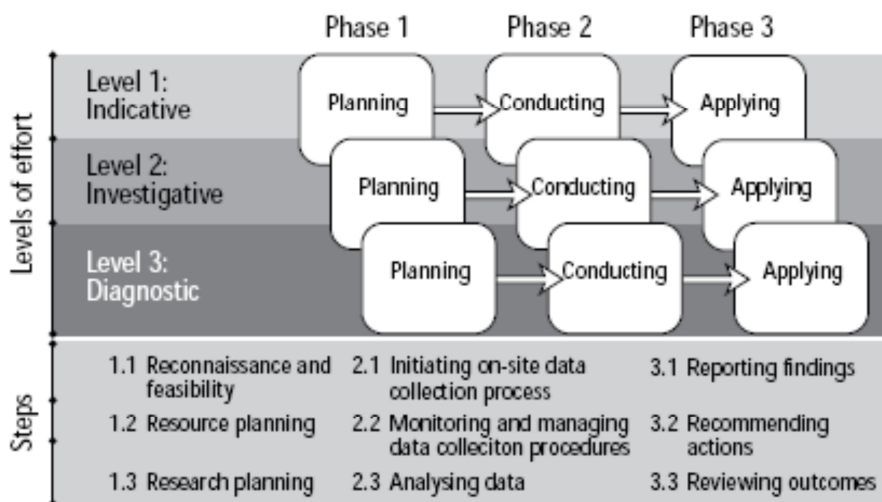 Phase 1 Phase 2 Phase 3
Levels of effort
Level 1:
Indicative
Planning Conducting Applying
Level 2:
Investigative
Planning Conducting Applying
Level 3:
Diagnostic
Planning Conducting Applying
Steps
1.1 Reconnaissance and
feasibility
1.2 Resource planning
1.3 Research planning
2.1 Initiating on-site data
collection process
2.2 Monitoring and managing
data colleciton procedures
2.3 Analysing data
3.1 Reporting findings
3.2 Recommending
actions
3.3 Reviewing outcomes